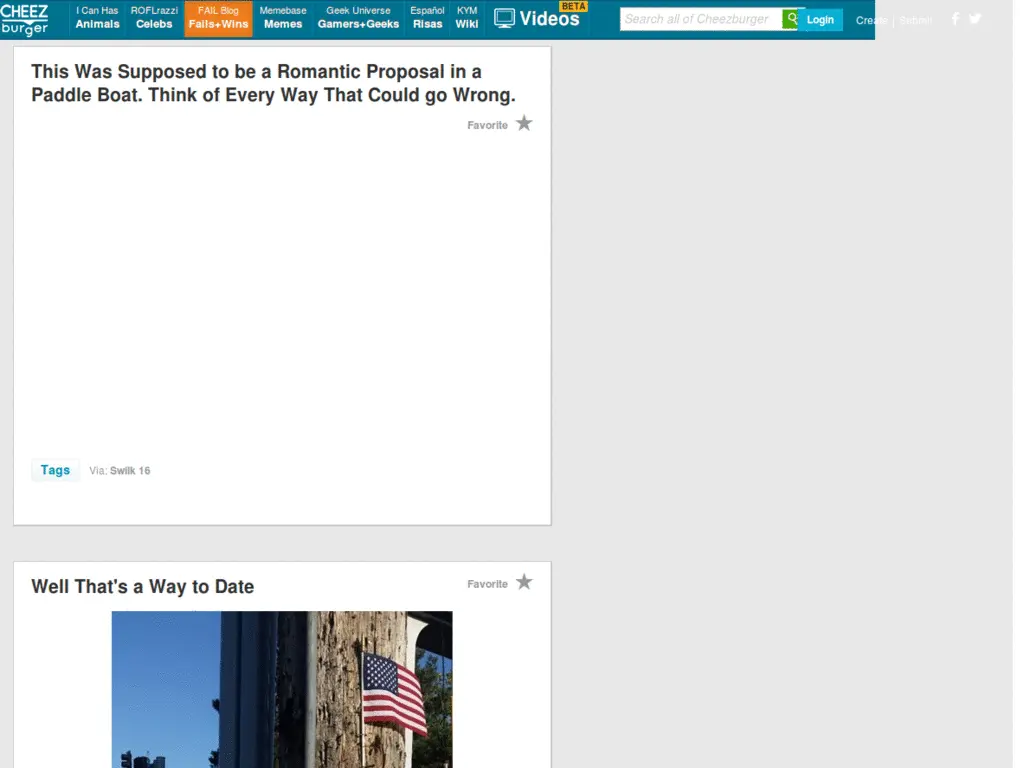 CHEEZ
burger
I Can Has
Animals
ROFLrazzi
Celebs
FAIL Blog
Fails+Wins
Memebase
Memes
Geek Universe
Gamers+Geeks
Español
Risas
KYM
Wiki
Videos
BETA
Search all of Cheezburger
Login
Create | Submit
This Was Supposed to be a Romantic Proposal in a
Paddle Boat. Think of Every Way That Could go Wrong.
Favorite
Tags
Via: Swilk 16
Well That's a Way to Date
Favorite